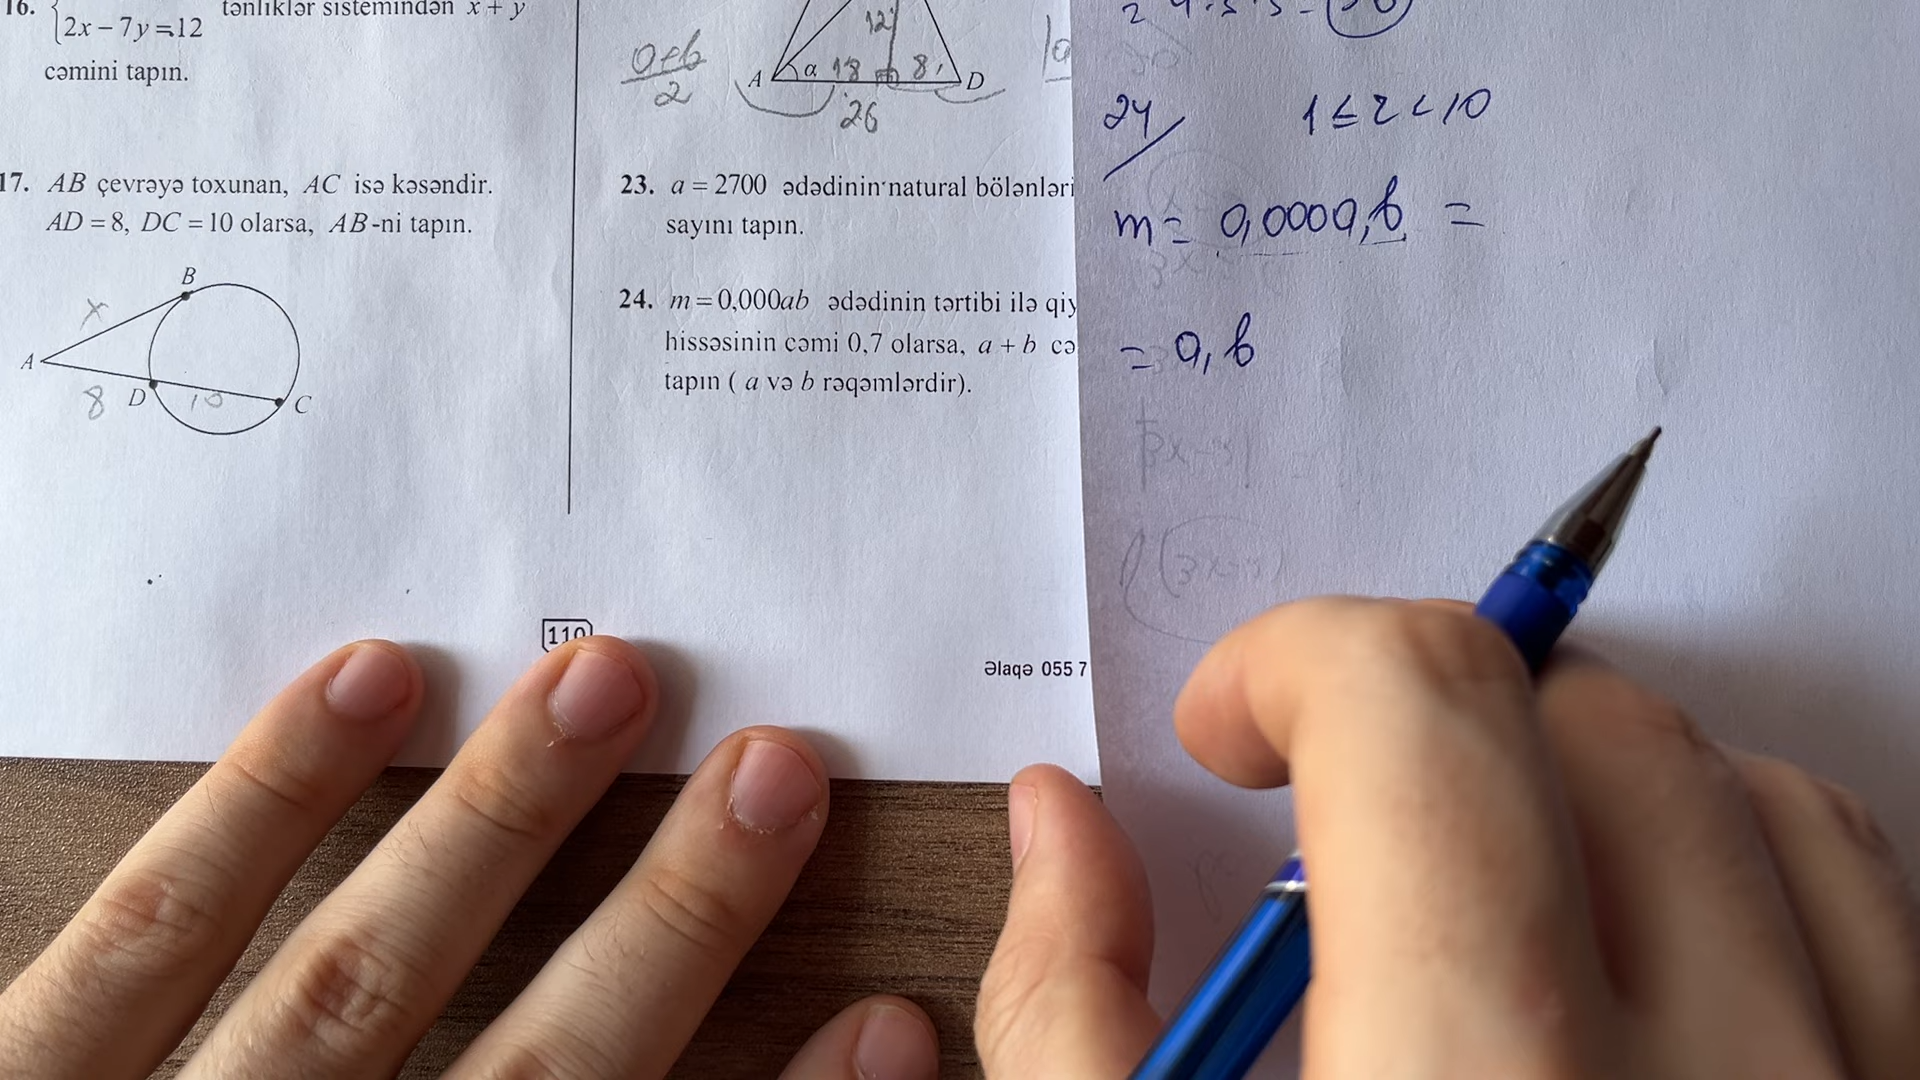 16.
2x – 7y = 12
tənliklər sistemindən x + y
cəmini tapın.
17. AB çevrəyə toxunan, AC isə kəsəndir.
AD = 8, DC = 10 olarsa, AB-ni tapın.
B
x
A
8
D
10
C
a+b
2
12
A
α
18
8
D
26
23. a = 2700 ədədinin natural bölənləri
sayını tapın.
24. m = 0,000ab ədədinin tərtibi ilə qiy
hissəsinin cəmi 0,7 olarsa, a + b cə
tapın ( a və b rəqəmlərdir).
110
Əlaqə 055 7
24/
1 ≤ z < 10
m = 0,000a,b =
= a,b